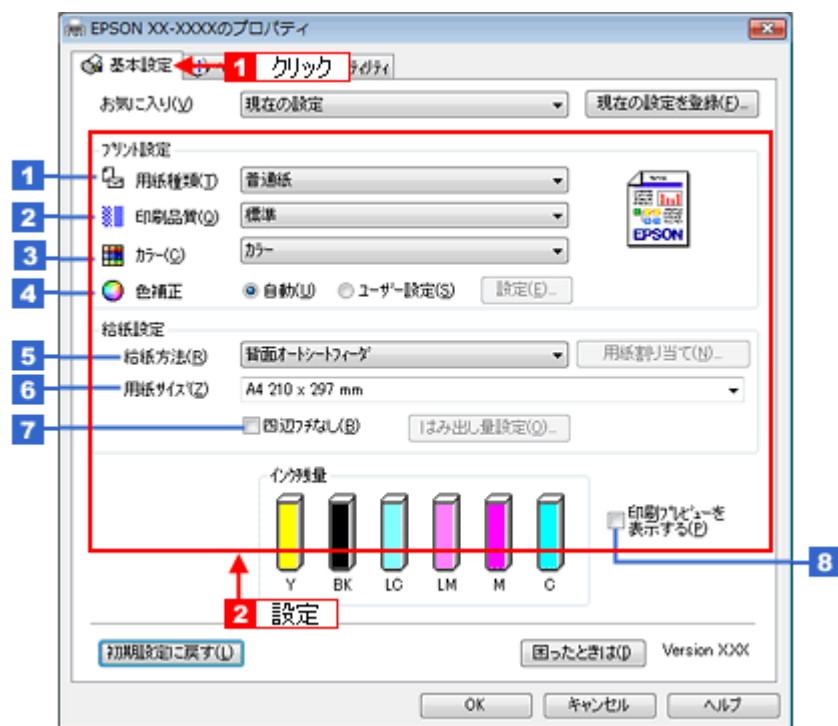 EPSON XX-XXXXのプロパティ
基本設定
1 クリック
ティリティ
お気に入り(V) 現在の設定 現在の設定を登録(F)...
プリント設定
1 用紙種類(T) 普通紙
2 印刷品質(Q) 標準
3 カラー(C) カラー
4 色補正 自動(U) ユーザー設定(S) 設定(E)...
EPSON
給紙設定
5 給紙方法(R) 背面オートシートフィーダ 用紙割り当て(N)...
6 用紙サイズ(Z) A4 210 x 297 mm
7 四辺フチなし(B) はみ出し量設定(O)...
インク残量
Y BK LC LM M C
印刷プレビューを
表示する(P)
8
2 設定
初期設定に戻す(L) 困ったときは(I) Version XXX
OK キャンセル ヘルプ